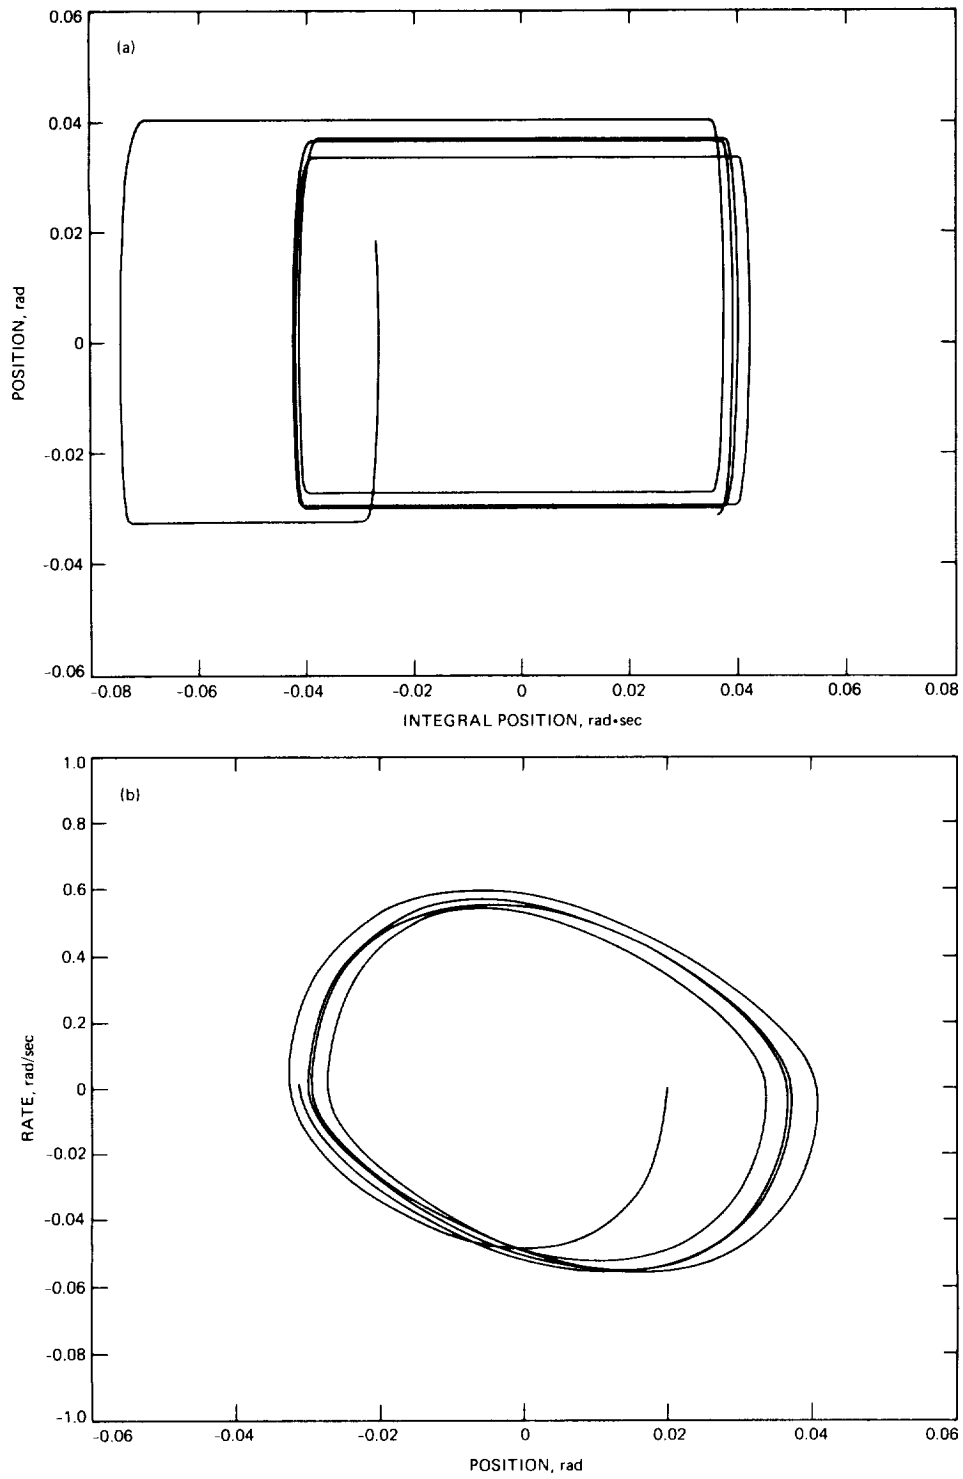 0.06
(a)
0.04
0.02
0
-0.02
-0.04
-0.06
POSITION, rad
-0.08 -0.06 -0.04 -0.02 0 0.02 0.04 0.06 0.08
INTEGRAL POSITION, rad•sec
1.0
(b)
0.8
0.6
0.4
0.2
0
-0.02
-0.04
-0.06
-0.08
-1.0
RATE, rad/sec
-0.06 -0.04 -0.02 0 0.02 0.04 0.06
POSITION, rad